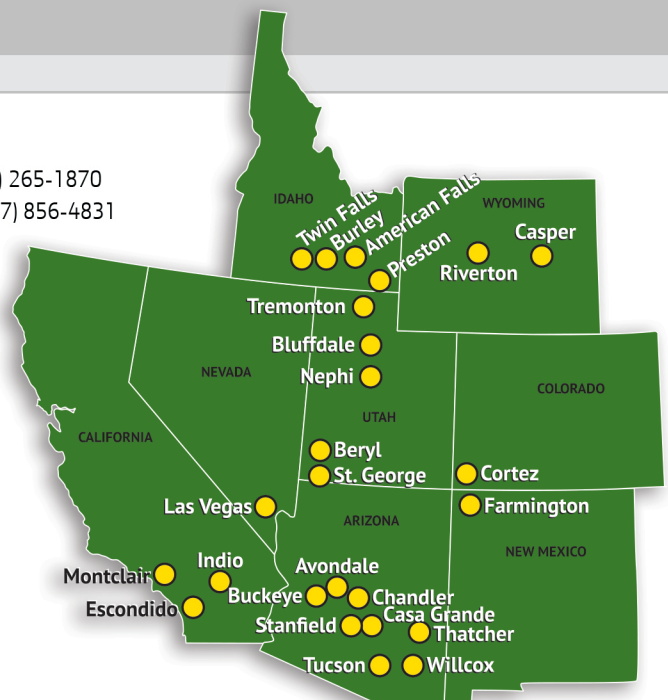 ) 265-1870
7) 856-4831
IDAHO
Twin Falls
Burley
American Falls
Preston
WYOMING
Casper
Riverton
Tremonton
Bluffdale
Nephi
NEVADA
UTAH
COLORADO
CALIFORNIA
Beryl
St. George
Cortez
Las Vegas
Farmington
ARIZONA
NEW MEXICO
Montclair
Indio
Escondido
Avondale
Buckeye
Chandler
Casa Grande
Stanfield
Thatcher
Tucson
Willcox